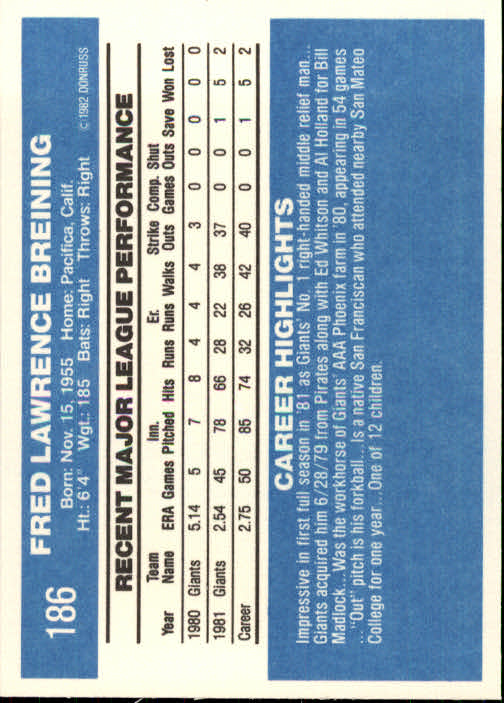 186
FRED LAWRENCE BREINING
Born: Nov. 15, 1955 Home: Pacifica, Calif.
Ht.: 6'4" Wgt.: 185 Bats: Right Throws: Right © 1982 DONRUSS
RECENT MAJOR LEAGUE PERFORMANCE
Team Inn. Er. Strike Comp. Shut
Year Name ERA Games Pitched Hits Runs Runs Walks Outs Games Outs Save Won Lost
1980 Giants 5.14 5 7 8 4 4 4 3 0 0 0 0 0
1981 Giants 2.54 45 78 66 28 22 38 37 0 0 1 5 2
Career 2.75 50 85 74 32 26 42 40 0 0 1 5 2
CAREER HIGHLIGHTS
Impressive in first full season in '81 as Giants' No. 1 right-handed middle relief man...
Giants acquired him 6/28/79 from Pirates along with Ed Whitson and Al Holland for Bill
Madlock...Was the workhorse of Giants' AAA Phoenix farm in '80, appearing in 54 games
..."Out" pitch is his forkball...Is a native San Franciscan who attended nearby San Mateo
College for one year...One of 12 children.